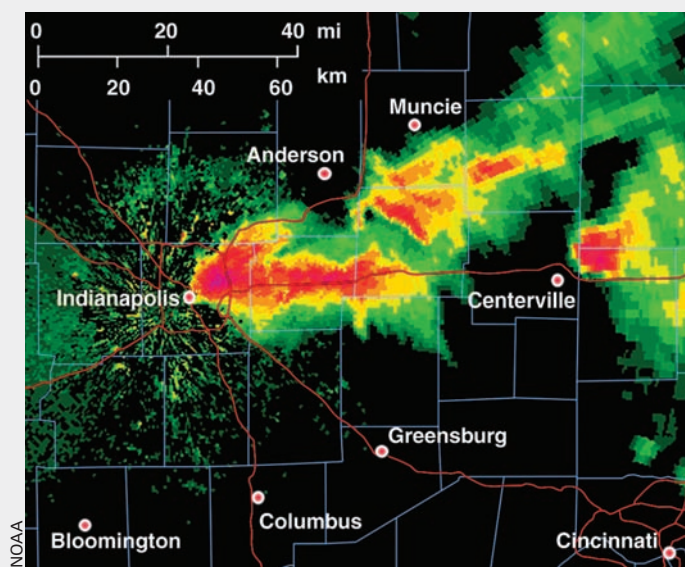 0 20 40 mi
0 20 40 60 km
Muncie
Anderson
Indianapolis
Centerville
Greensburg
Columbus
Bloomington
Cincinnati
NOAA